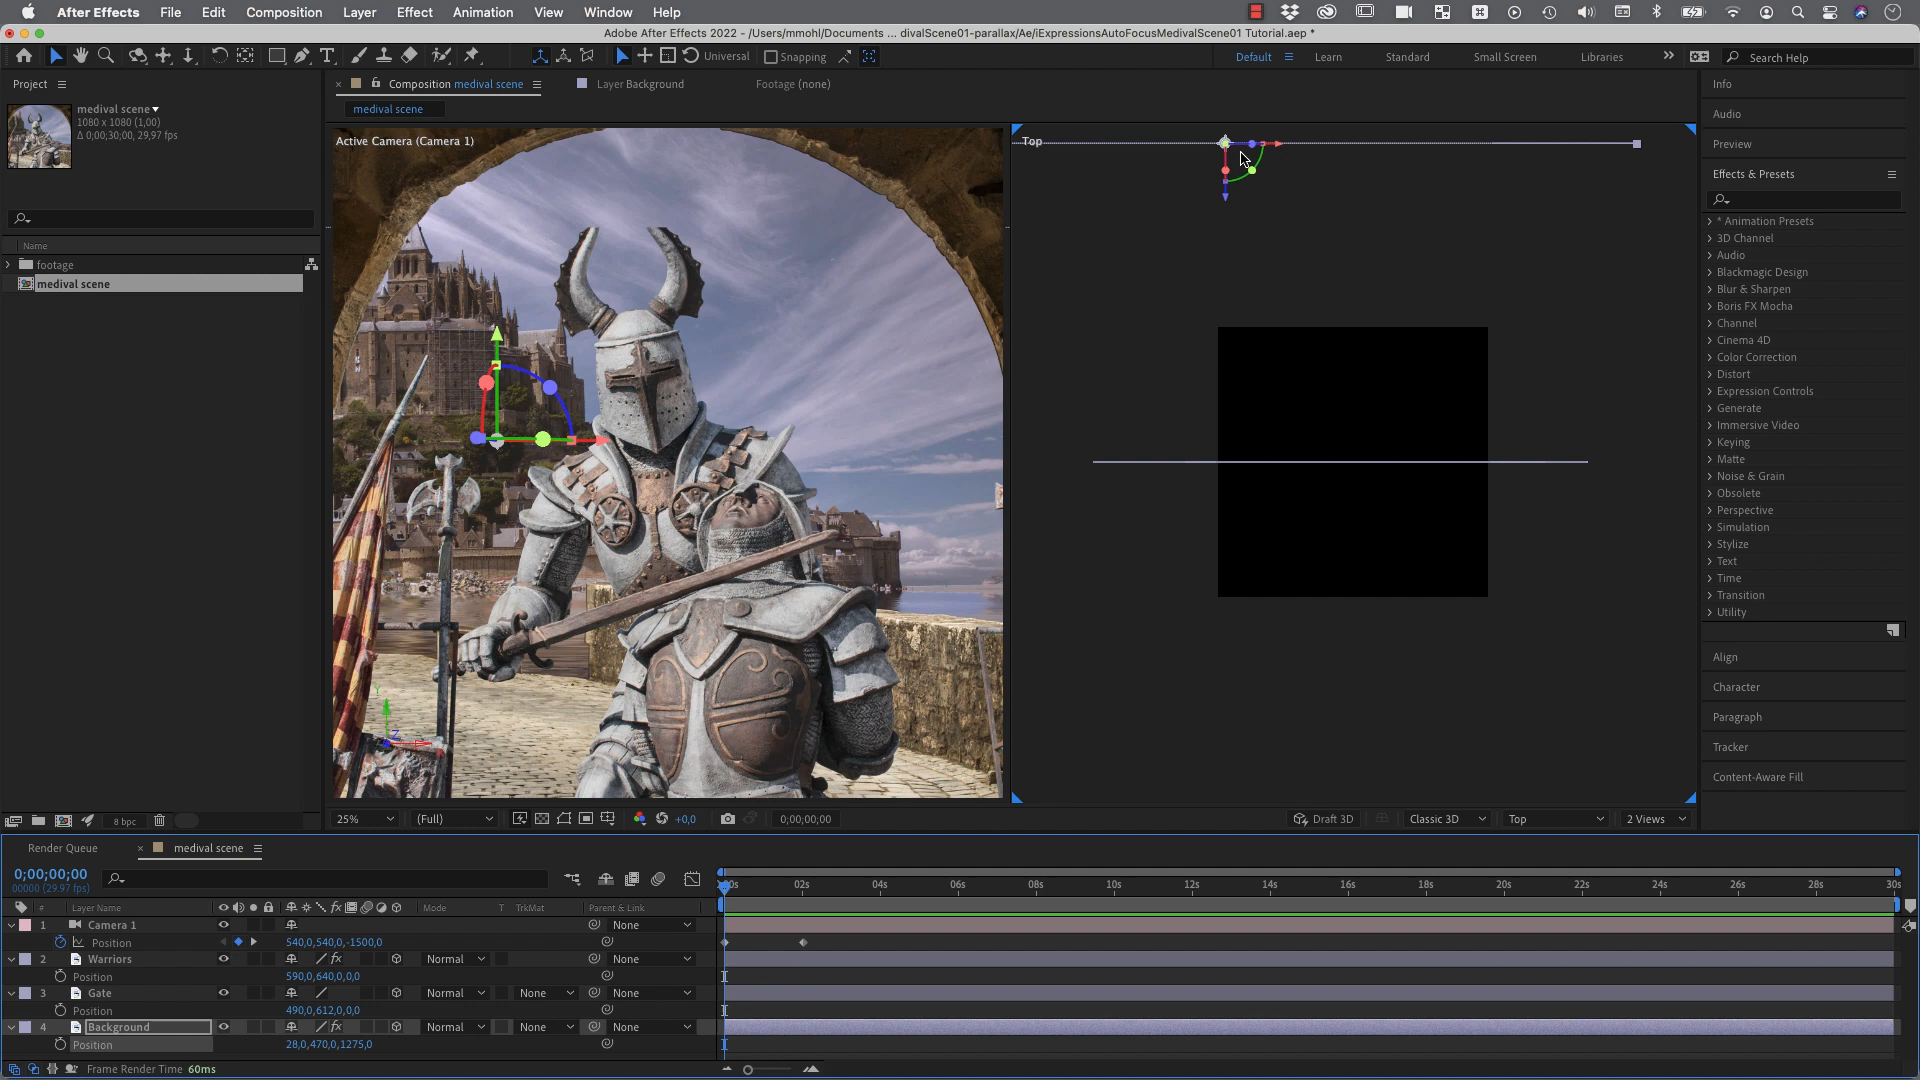 After Effects File Edit Composition Layer Effect Animation View Window Help
Adobe After Effects 2022 - /Users/mmohl/Documents ... divalScene01-parallax/Ae/iExpressionsAutoFocusMedivalScene01 Tutorial.aep *
Universal Snapping Default Learn Standard Small Screen Libraries Search Help
Project Composition medival scene Layer Background Footage (none) Info
medival scene
1080 x 1080 (1,00)
Δ 0;00;30;00, 29,97 fps
medival scene
Active Camera (Camera 1)
Top
Audio
Preview
Effects & Presets
* Animation Presets
3D Channel
Audio
Blackmagic Design
Blur & Sharpen
Boris FX Mocha
Channel
Cinema 4D
Color Correction
Distort
Expression Controls
Generate
Immersive Video
Keying
Matte
Noise & Grain
Obsolete
Perspective
Simulation
Stylize
Text
Time
Transition
Utility
Align
Character
Paragraph
Tracker
Content-Aware Fill
Name
footage
medival scene
Y
Z
8 bpc
25% (Full) +0,0 0;00;00;00 Draft 3D Classic 3D Top 2 Views
Render Queue medival scene
0;00;00;00
00000 (29.97 fps)
00s 02s 04s 06s 08s 10s 12s 14s 16s 18s 20s 22s 24s 26s 28s 30s
# Layer Name Mode T TrkMat Parent & Link
1 Camera 1 None
Position 540,0,540,0,-1500,0
2 Warriors Normal None
Position 590,0,640,0,0,0
3 Gate Normal None None
Position 490,0,612,0,0,0
4 Background Normal None None
Position 28,0,470,0,1275,0
Frame Render Time 60ms